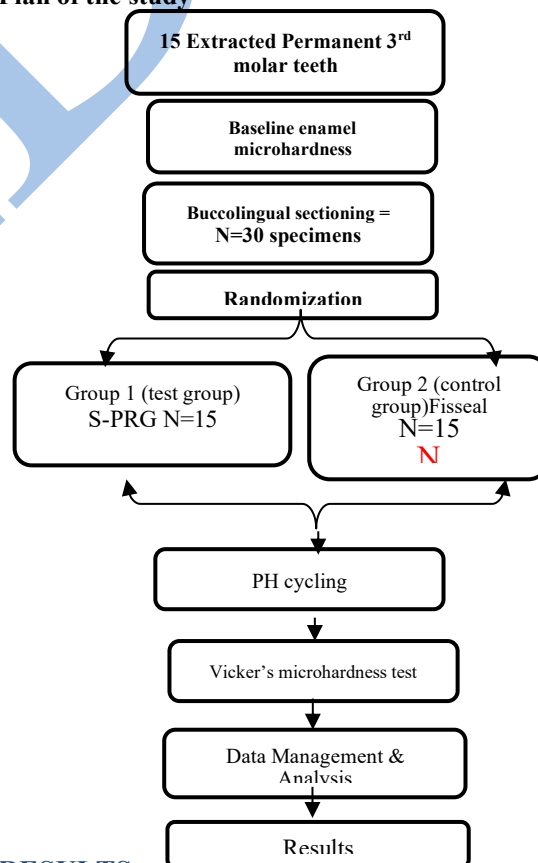 Plan of the study
15 Extracted Permanent 3rd
molar teeth
Baseline enamel
microhardness
Buccolingual sectioning =
N=30 specimens
Randomization
Group 1 (test group)
S-PRG N=15
Group 2 (control
group)Fisseal
N=15
N
PH cycling
Vicker's microhardness test
Data Management &
Analysis
Results
RESULTS